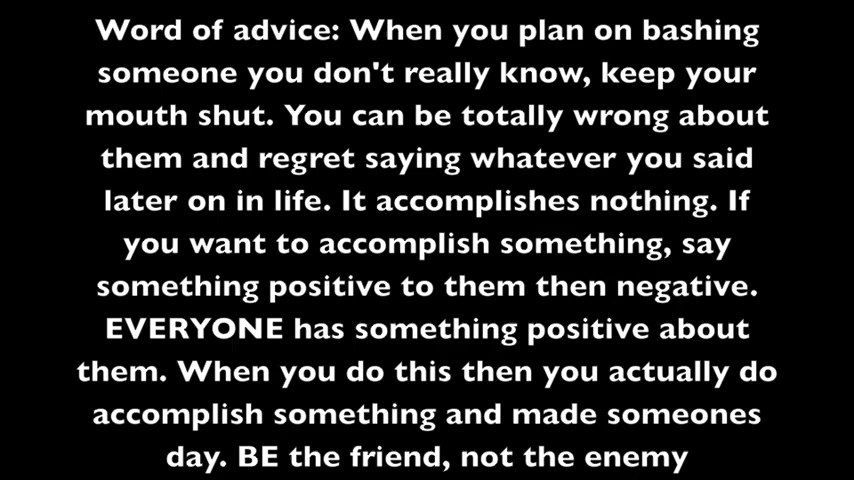 Word of advice: When you plan on bashing
someone you don't really know, keep your
mouth shut. You can be totally wrong about
them and regret saying whatever you said
later on in life. It accomplishes nothing. If
you want to accomplish something, say
something positive to them then negative.
EVERYONE has something positive about
them. When you do this then you actually do
accomplish something and made someones
day. BE the friend, not the enemy